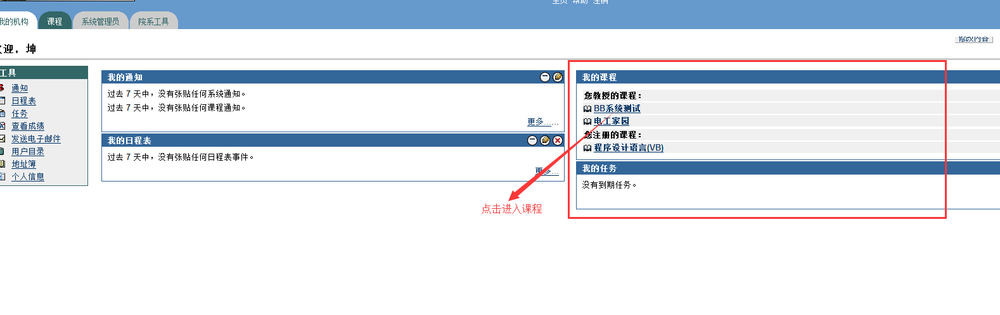 主页 帮助 注销
我的机构 课程 系统管理员 院系工具
迎，坤
修改内容
工具
通知
日程表
任务
查看成绩
发送电子邮件
用户目录
地址簿
个人信息
我的通知
过去 7 天中，没有张贴任何系统通知。
过去 7 天中，没有张贴任何课程通知。
更多......
我的日程表
过去 7 天中，没有张贴任何日程表事件。
更多...
点击进入课程
我的课程
您教授的课程：
BB系统测试
电工家园
您注册的课程：
程序设计语言(VB)
我的任务
没有到期任务。